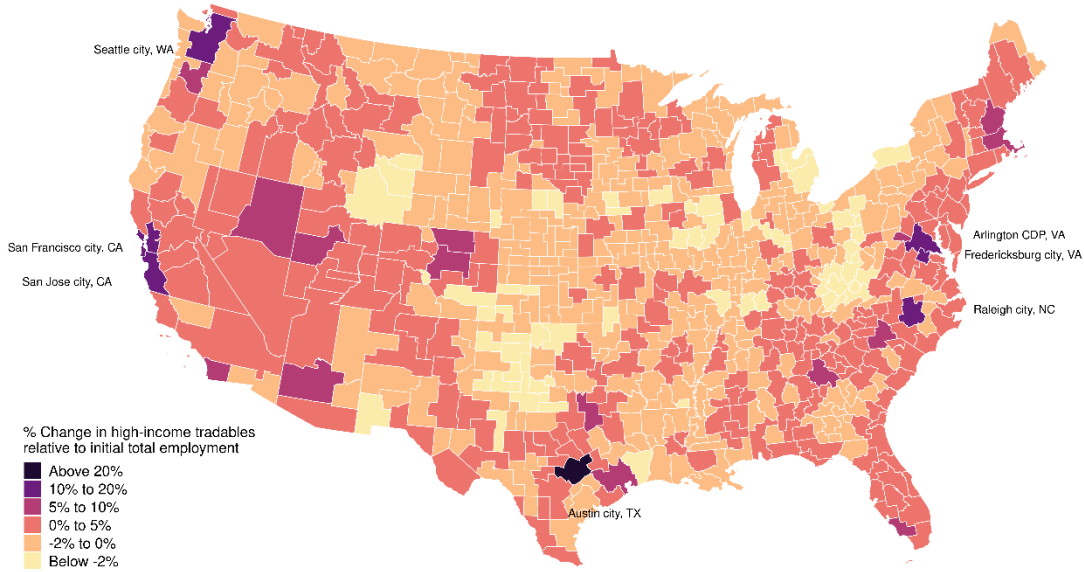 Seattle city, WA
San Francisco city. CA
San Jose city, CA
Arlington CDP, VA
Fredericksburg city, VA
Raleigh city, NC
Austin city, TX
% Change in high-income tradables
relative to initial total employment
Above 20%
10% to 20%
5% to 10%
0% to 5%
-2% to 0%
Below -2%